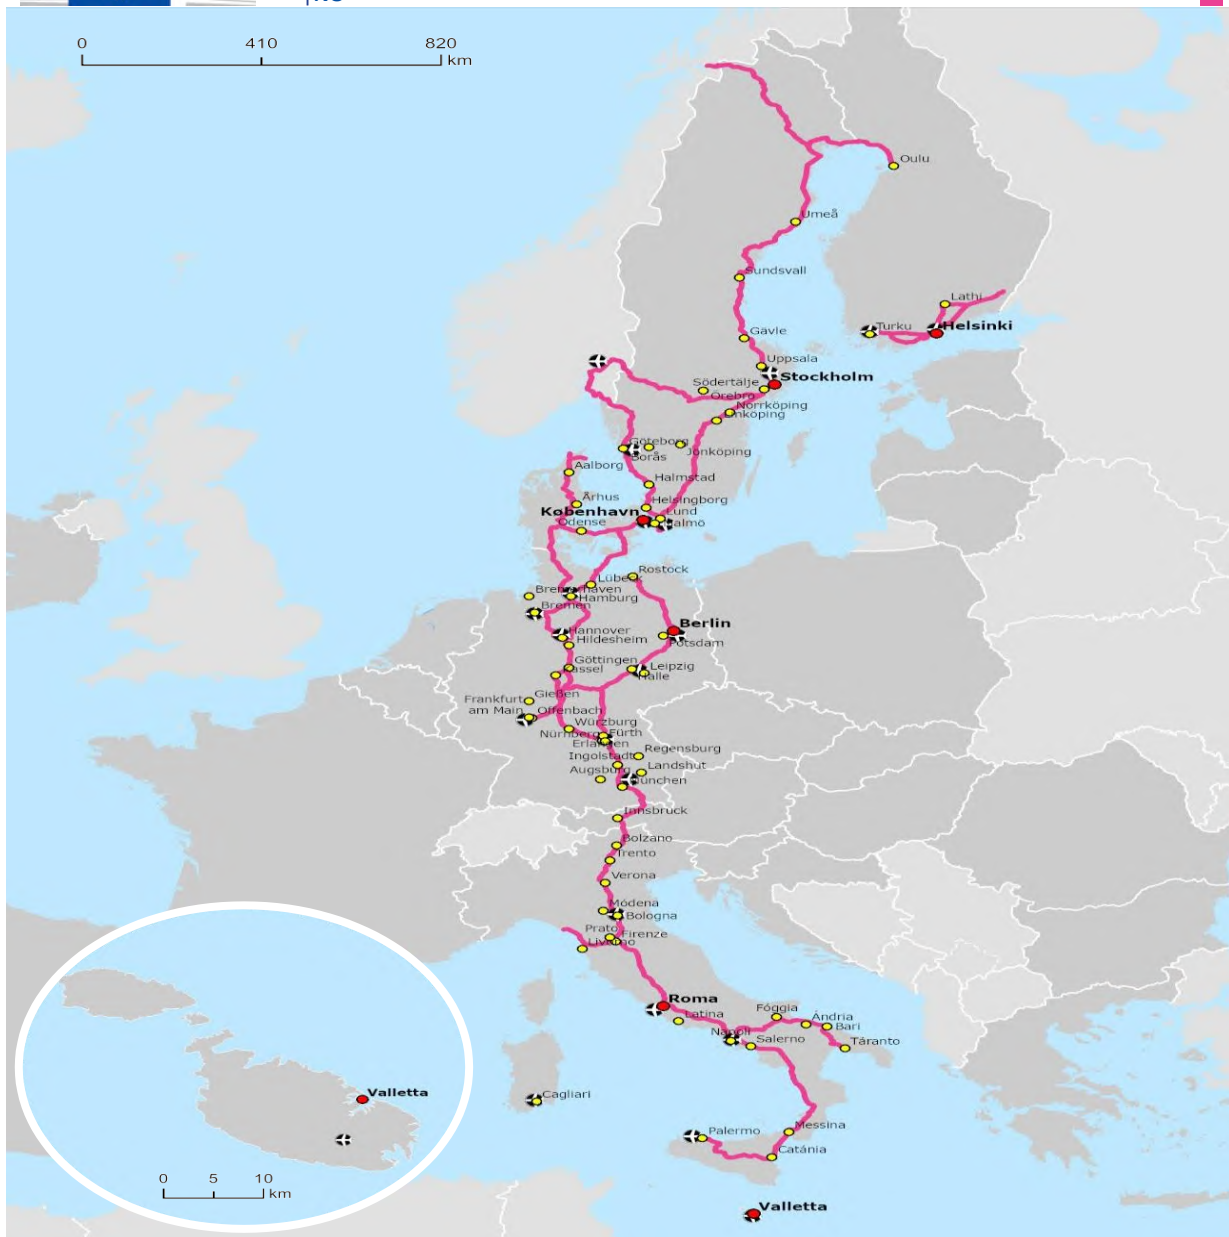 0 410 820
km
Oulu
Umeå
Sundsvall
Lathi
Turku
Helsinki
Gävle
Uppsala
Stockholm
Södertälje
Örebro
Norrköping
Linköping
Göteborg
Jönköping
Borås
Aalborg
Halmstad
Århus
Helsingborg
København
Lund
Malmö
Odense
Rostock
Lübeck
Bremerhaven
Hamburg
Bremen
Berlin
Hannover
Hildesheim
Potsdam
Göttingen
Kassel
Leipzig
Halle
Gießen
Frankfurt
am Main
Offenbach
Würzburg
Nürnberg
Fürth
Erlangen
Regensburg
Ingolstadt
Landshut
Augsburg
München
Innsbruck
Bolzano
Trento
Verona
Módena
Bologna
Prato
Firenze
Livorno
Roma
Latina
Fóggia
Ándria
Bari
Nápoli
Salerno
Táranto
Cagliari
Palermo
Messina
Catánia
Valletta
Valletta
0 5 10
km